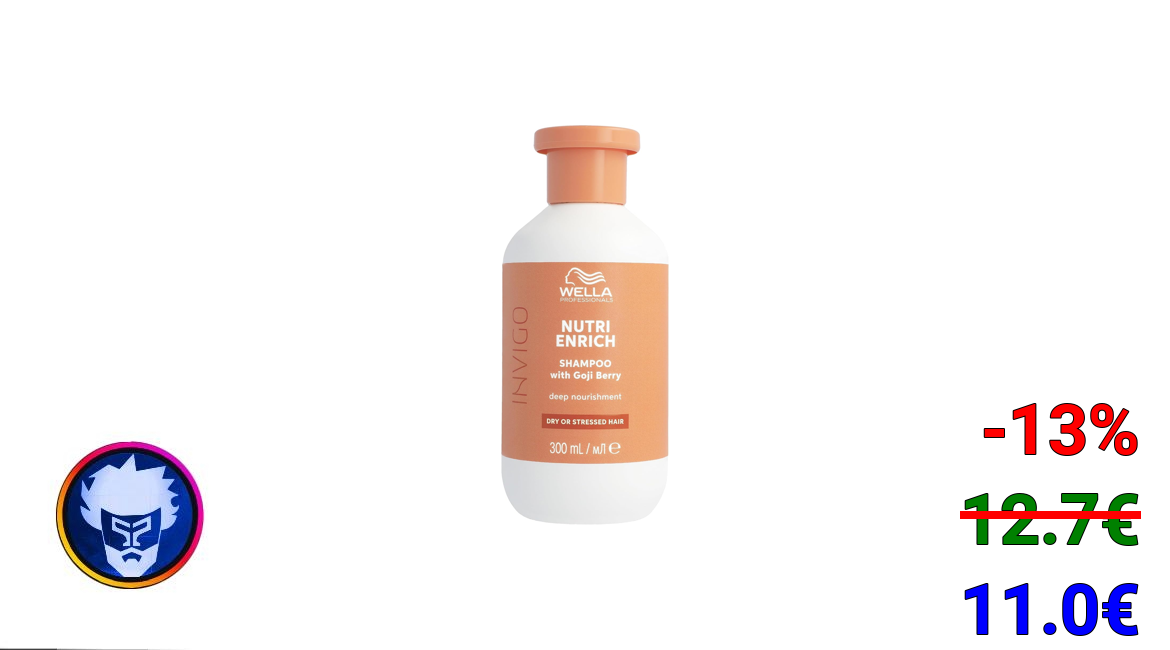 WELLA
PROFESSIONALS
INVIGO
NUTRI
ENRICH
SHAMPOO
with Goji Berry
deep nourishment
DRY OR STRESSED HAIR
300 mL / мЛ ℮
-13%
12.7€
11.0€